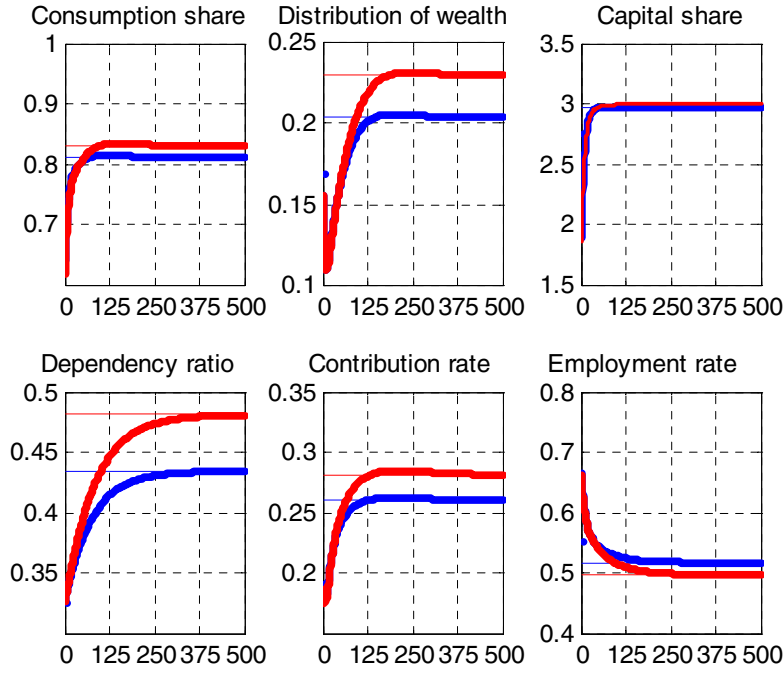 Consumption share
1
0.9
0.8
0.7
0 125 250 375 500
Distribution of wealth
0.25
0.2
0.15
0.1
0 125 250 375 500
Capital share
3.5
3
2.5
2
1.5
0 125 250 375 500
Dependency ratio
0.5
0.45
0.4
0.35
0 125 250 375 500
Contribution rate
0.35
0.3
0.25
0.2
0 125 250 375 500
Employment rate
0.8
0.7
0.6
0.5
0.4
0 125 250 375 500